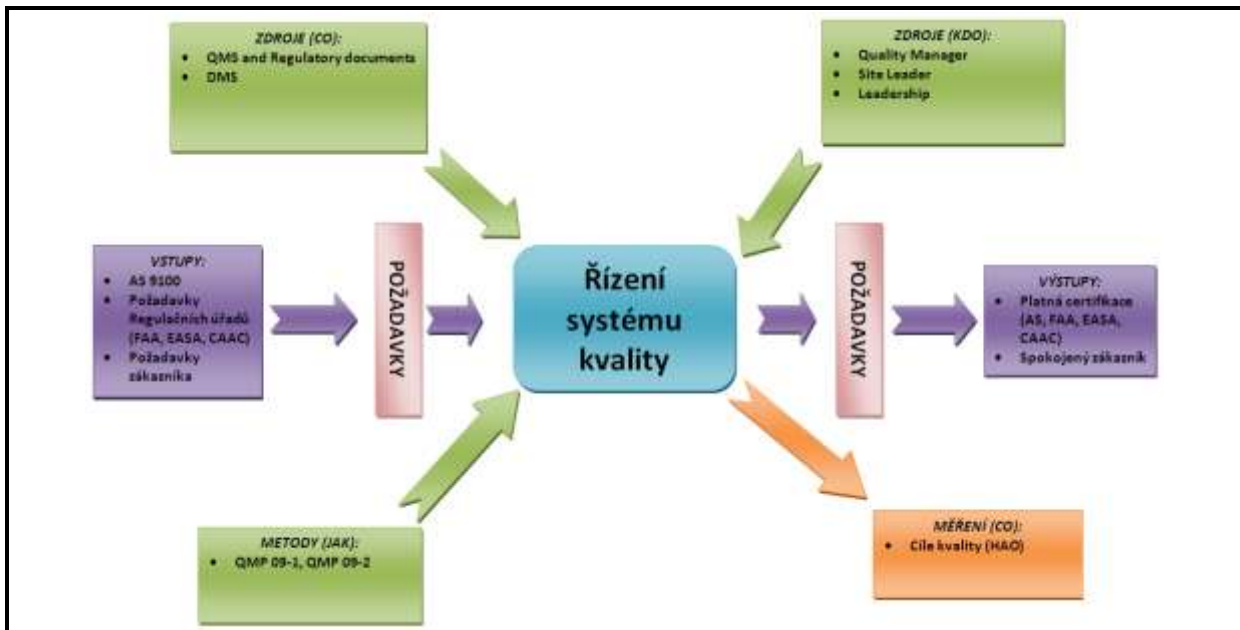 ZDROJE (CO):
• QMS and Regulatory documents
• DMS
ZDROJE (KDO):
• Quality Manager
• Site Leader
• Leadership
VSTUPY:
• AS 9100
• Požadavky
Regulačních úřadů
(FAA, EASA, CAAC)
• Požadavky
zákazníka
POŽADAVKY
Řízení
systému
kvality
POŽADAVKY
VÝSTUPY:
• Platná certifikace
(AS, FAA, EASA,
CAAC)
• Spokojený zákazník
METODY (JAK):
• QMP 09-1, QMP 09-2
MĚŘENÍ (CO):
• Cíle kvality (HAO)